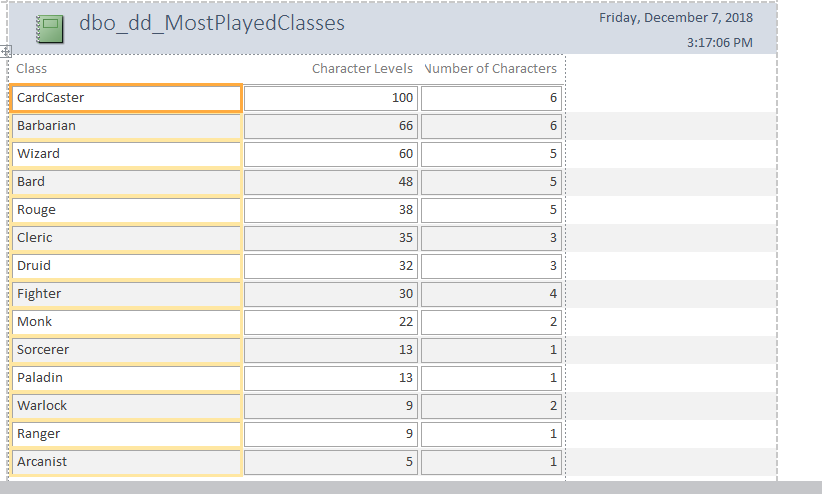 dbo_dd_MostPlayedClasses
Friday, December 7, 2018
3:17:06 PM
Class Character Levels Number of Characters
CardCaster 100 6
Barbarian 66 6
Wizard 60 5
Bard 48 5
Rouge 38 5
Cleric 35 3
Druid 32 3
Fighter 30 4
Monk 22 2
Sorcerer 13 1
Paladin 13 1
Warlock 9 2
Ranger 9 1
Arcanist 5 1